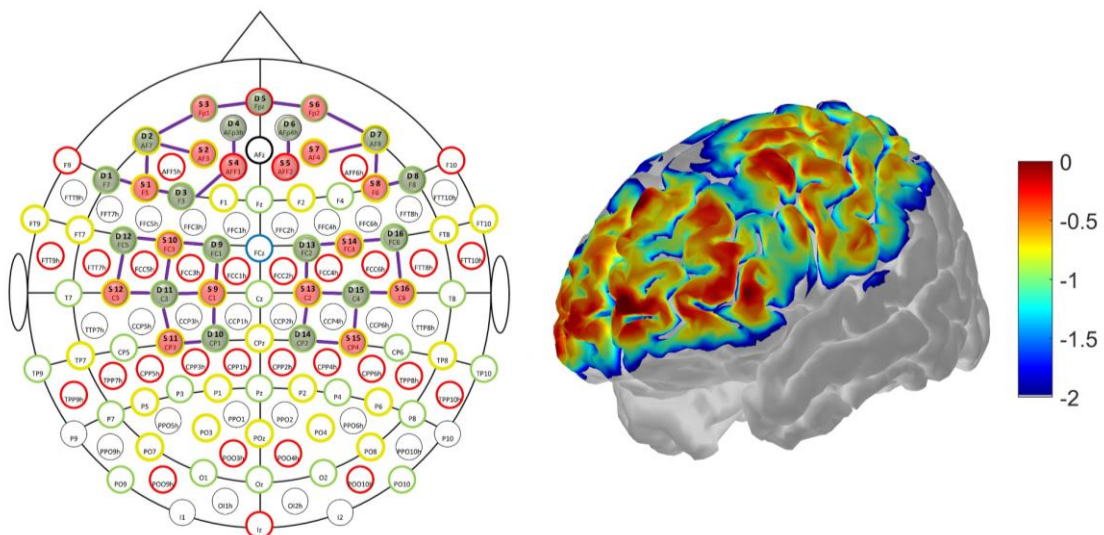 S 3
Fp1
D 5
Fpz
S 6
Fp2
D 4
AFp3h
D 6
AFp4h
D 2
AF7
D 7
AF8
S 2
AF3
S 7
AF4
AFz
F9
AFF5h
S 4
AFF1
S 5
AFF2
AFF6h
F10
D 1
F7
S 1
F5
D 3
F3
S 8
F6
D 8
F8
FTT9h
F1
Fz
F2
F4
FTT10h
FT9
FTT7h
FFC5h
FFC3h
FFC1h
FFC2h
FFC4h
FFC6h
FFT8h
FT10
FT7
D 12
FC5
S 10
FC3
D 9
FC1
FCz
D 13
FC2
S 14
FC4
D 16
FC6
FT8
FTT9h
FTT7h
FCC5h
FCC3h
FCC1h
FCC2h
FCC4h
FCC6h
FTT8h
FTT10h
T7
S 12
C5
D 11
C3
S 9
C1
Cz
S 13
C2
D 15
C4
S 16
C6
T8
TTP7h
CCP5h
CCP3h
CCP1h
CCP2h
CCP4h
CCP6h
TTP8h
TP9
TP7
CP5
S 11
CP3
D 10
CP1
CPz
D 14
CP2
S 15
CP4
CP6
TP8
TP10
TPP9h
TPP7h
CPP5h
CPP3h
CPP1h
CPP2h
CPP4h
CPP6h
TPP8h
TPP10h
P9
P7
P5
P3
P1
Pz
P2
P4
P6
P8
P10
PPO9h
PPO5h
PPO1
PPO2
PPO6h
PPO10h
PO7
PO3
POz
PO4
PO8
PO9
POO9h
POO3h
POO4h
POO10h
PO10
O1
Oz
O2
I1
OI1h
OI2h
I2
Iz
0
-0.5
-1
-1.5
-2